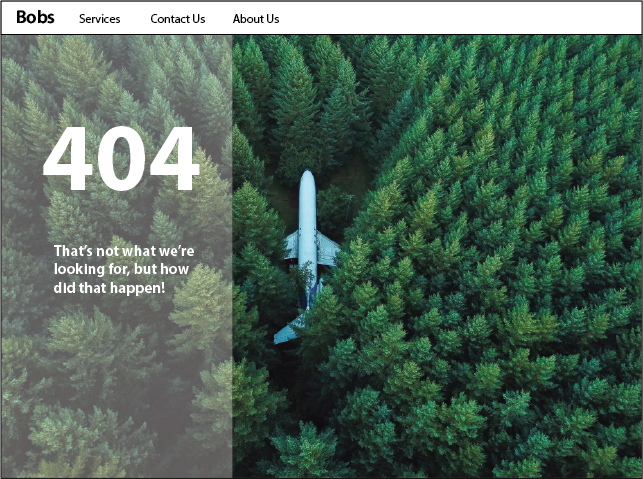 Bobs Services Contact Us About Us
404
That's not what we're
looking for, but how
did that happen!